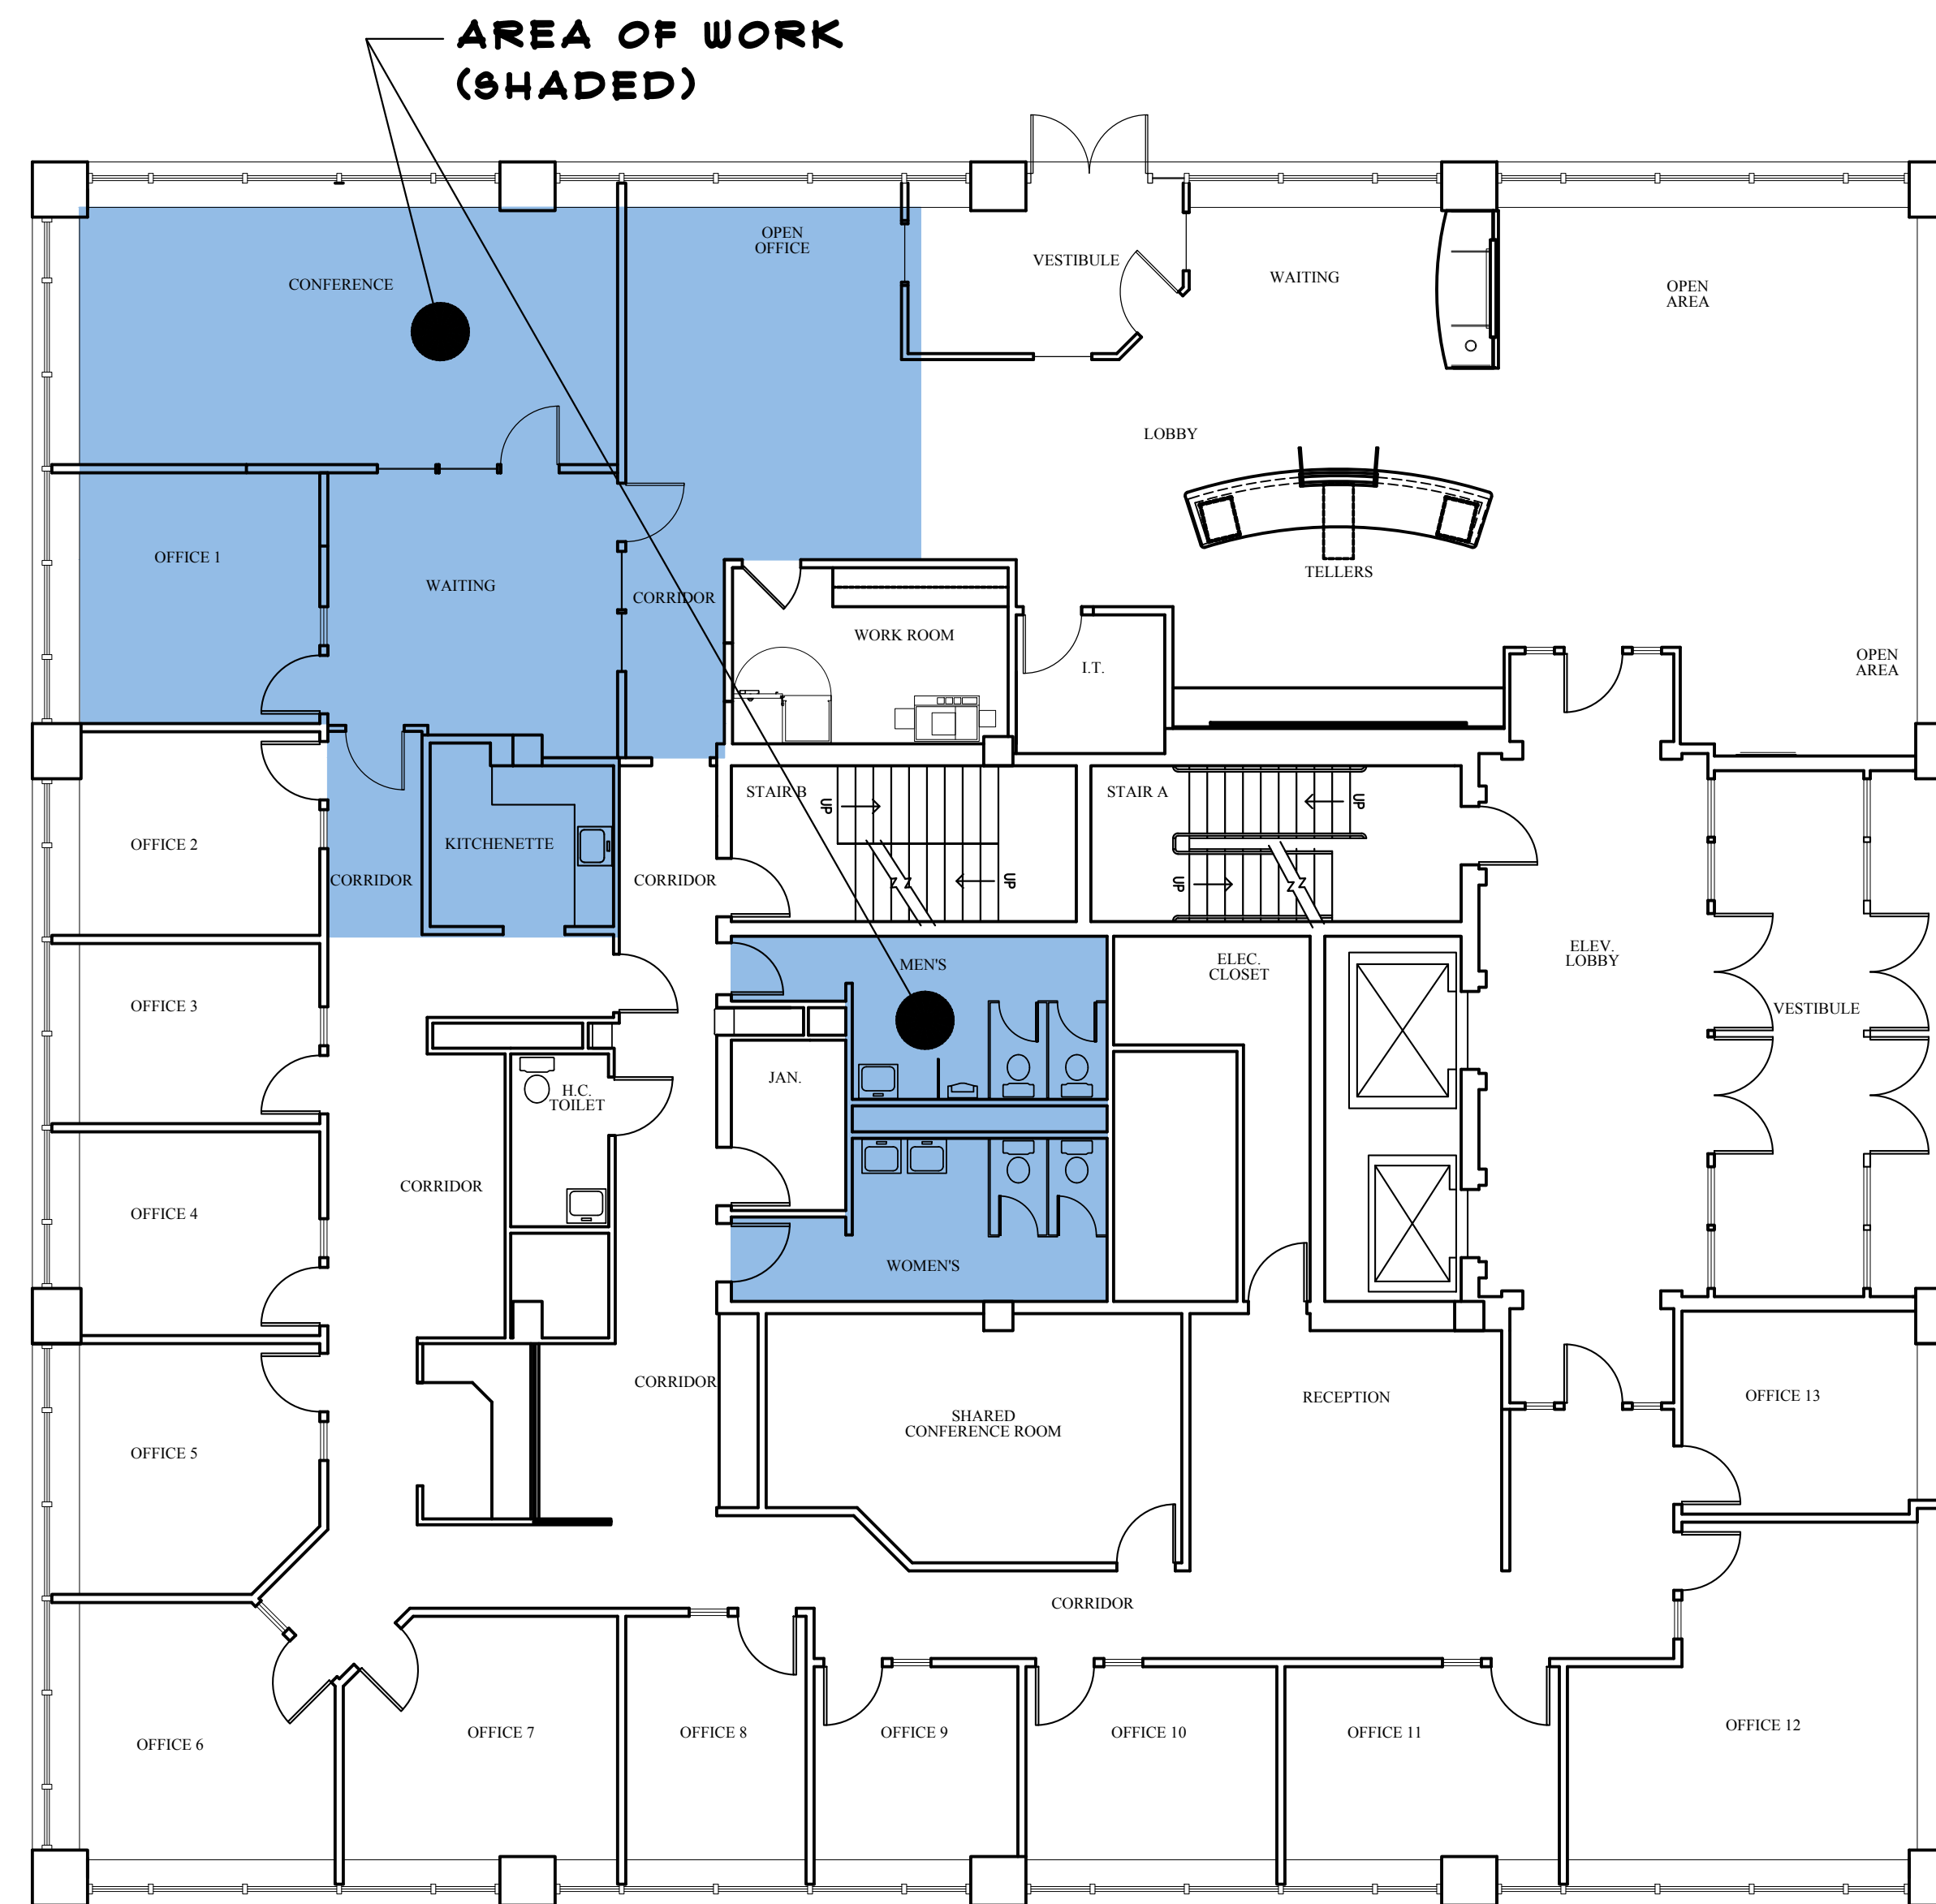 AREA OF WORK
(SHADED)
OPEN
OFFICE
VESTIBULE
WAITING
CONFERENCE
OPEN
AREA
LOBBY
OFFICE 1
WAITING
CORRIDOR
TELLERS
WORK ROOM
I.T.
OPEN
AREA
STAIR B
UP
STAIR A
UP
OFFICE 2
KITCHENETTE
CORRIDOR
CORRIDOR
UP
UP
MEN'S
ELEC.
CLOSET
ELEV.
LOBBY
OFFICE 3
VESTIBULE
JAN.
H.C.
TOILET
CORRIDOR
OFFICE 4
WOMEN'S
CORRIDOR
RECEPTION
OFFICE 13
SHARED
CONFERENCE ROOM
OFFICE 5
CORRIDOR
OFFICE 6
OFFICE 7
OFFICE 8
OFFICE 9
OFFICE 10
OFFICE 11
OFFICE 12